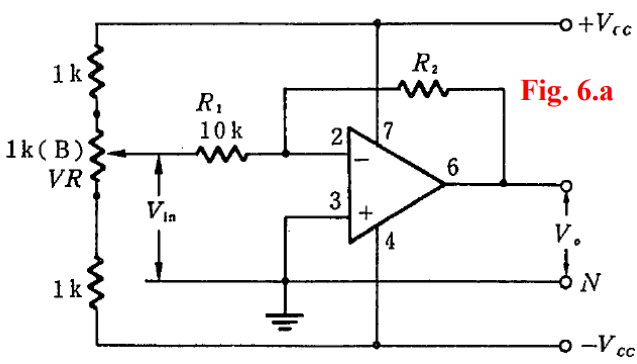 +Vcc
1k
R2
Fig. 6.a
R1
10k
2
7
1k(B)
VR
−
6
Vin
3
+
4
Vo
1k
N
−Vcc